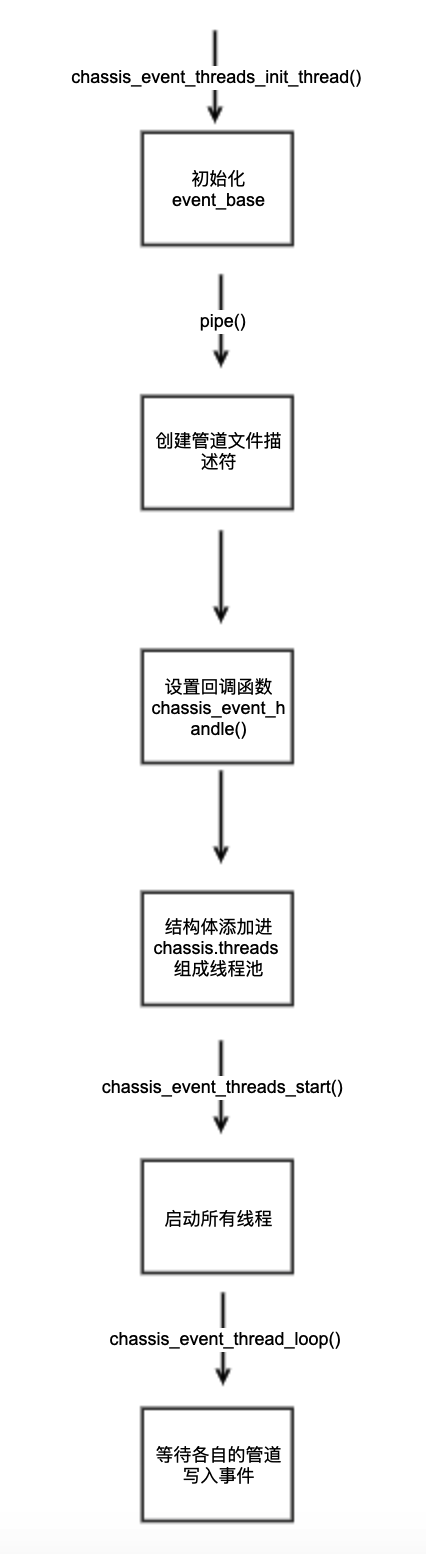 chassis_event_threads_init_thread()
初始化
event_base
pipe()
创建管道文件描
述符
设置回调函数
chassis_event_h
andle()
结构体添加进
chassis.threads
组成线程池
chassis_event_threads_start()
启动所有线程
chassis_event_thread_loop()
等待各自的管道
写入事件